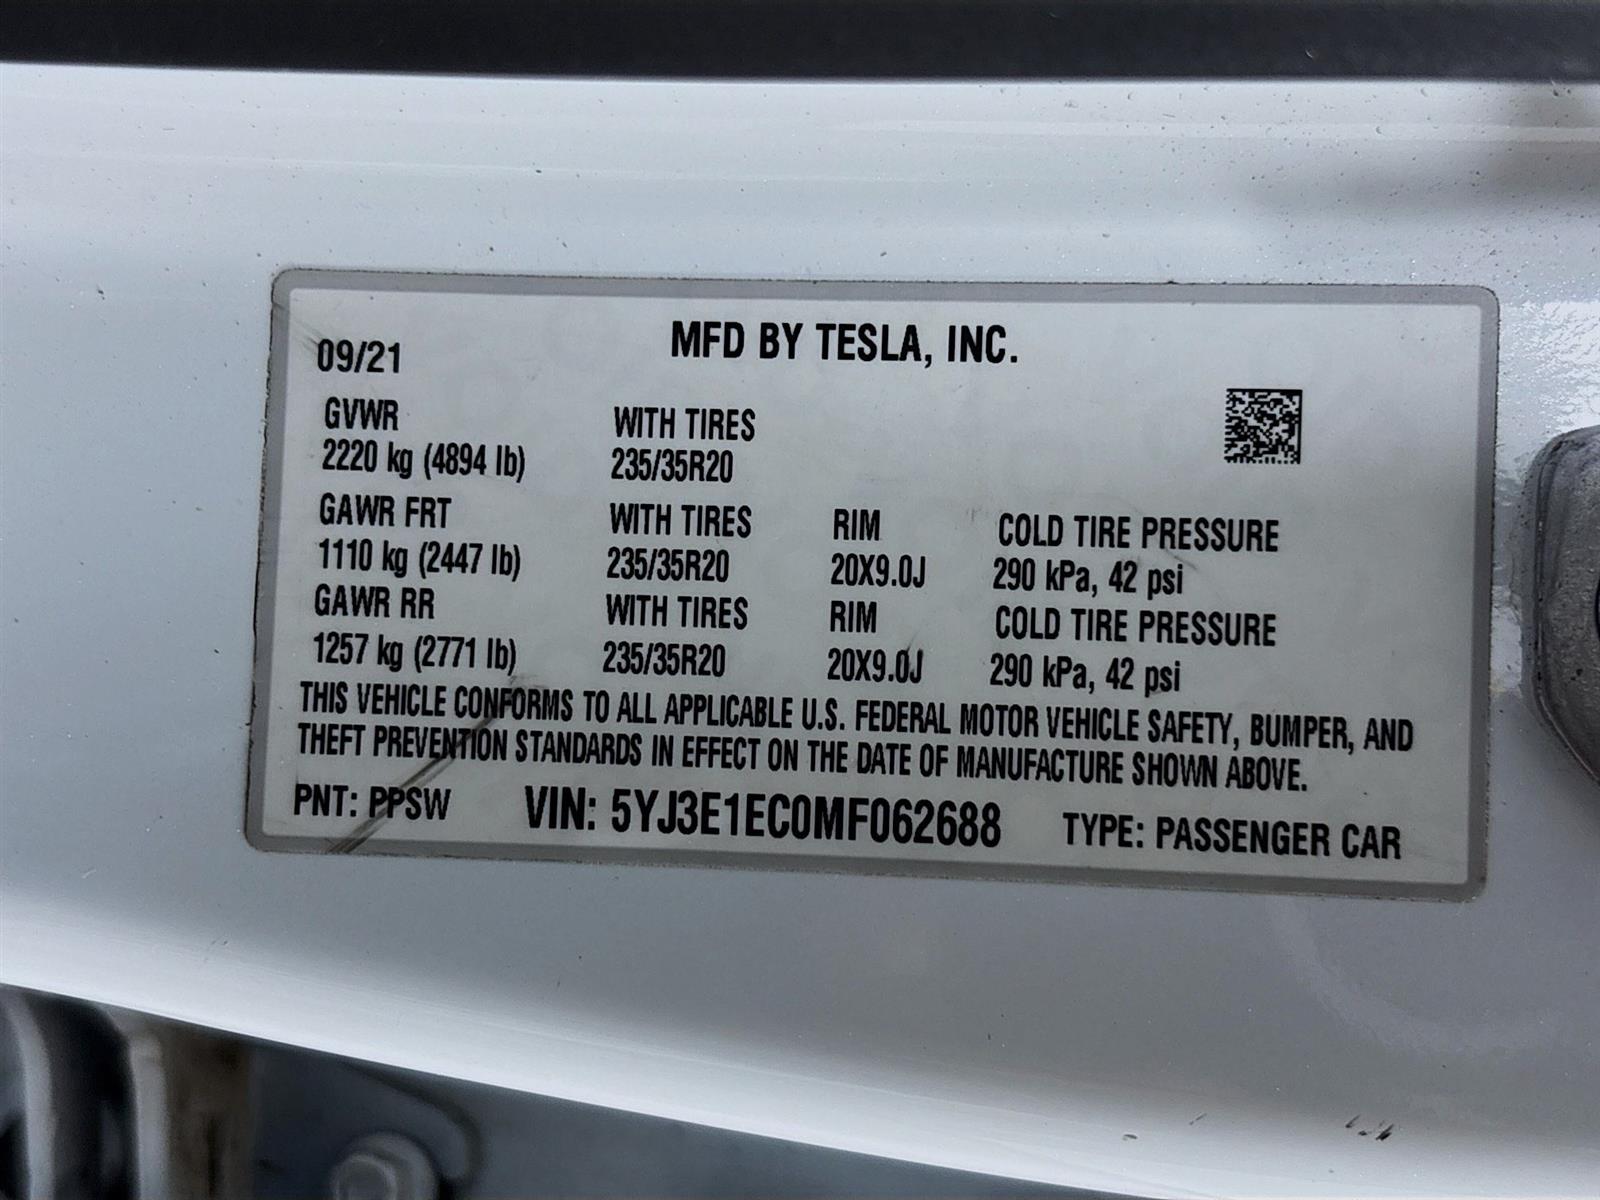 MFD BY TESLA, INC.
09/21
GVWR WITH TIRES
2220 kg (4894 lb) 235/35R20
GAWR FRT WITH TIRES RIM COLD TIRE PRESSURE
1110 kg (2447 lb) 235/35R20 20X9.0J 290 kPa, 42 psi
GAWR RR WITH TIRES RIM COLD TIRE PRESSURE
1257 kg (2771 lb) 235/35R20 20X9.0J 290 kPa, 42 psi
THIS VEHICLE CONFORMS TO ALL APPLICABLE U.S. FEDERAL MOTOR VEHICLE SAFETY, BUMPER, AND
THEFT PREVENTION STANDARDS IN EFFECT ON THE DATE OF MANUFACTURE SHOWN ABOVE.
PNT: PPSW VIN: 5YJ3E1EC0MF062688 TYPE: PASSENGER CAR